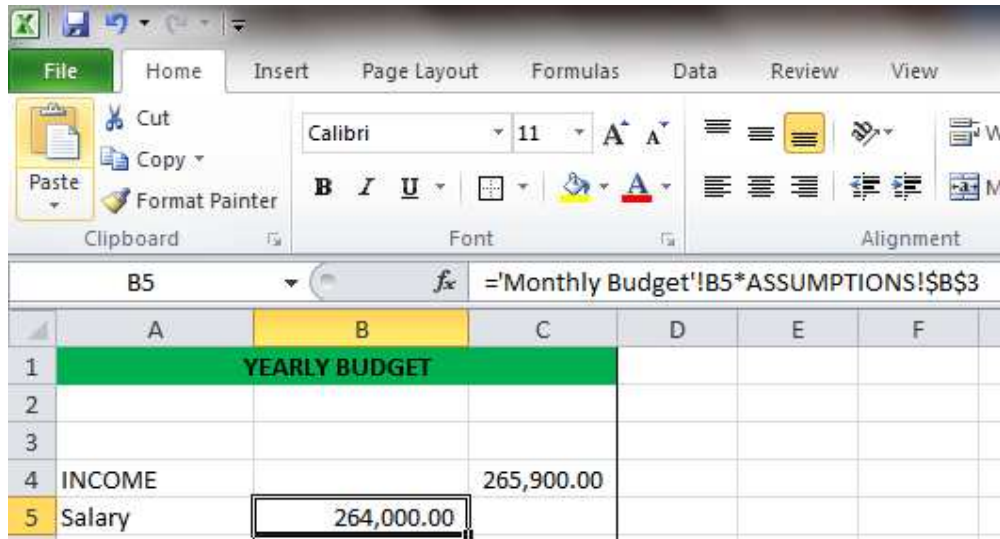 File Home Insert Page Layout Formulas Data Review View
Cut
Calibri 11 A A
Copy
Paste
B I U A
Format Painter
Clipboard Font Alignment
B5 fx ='Monthly Budget'!B5*ASSUMPTIONS!$B$3
A B C D E F
1 YEARLY BUDGET
2
3
4 INCOME 265,900.00
5 Salary 264,000.00